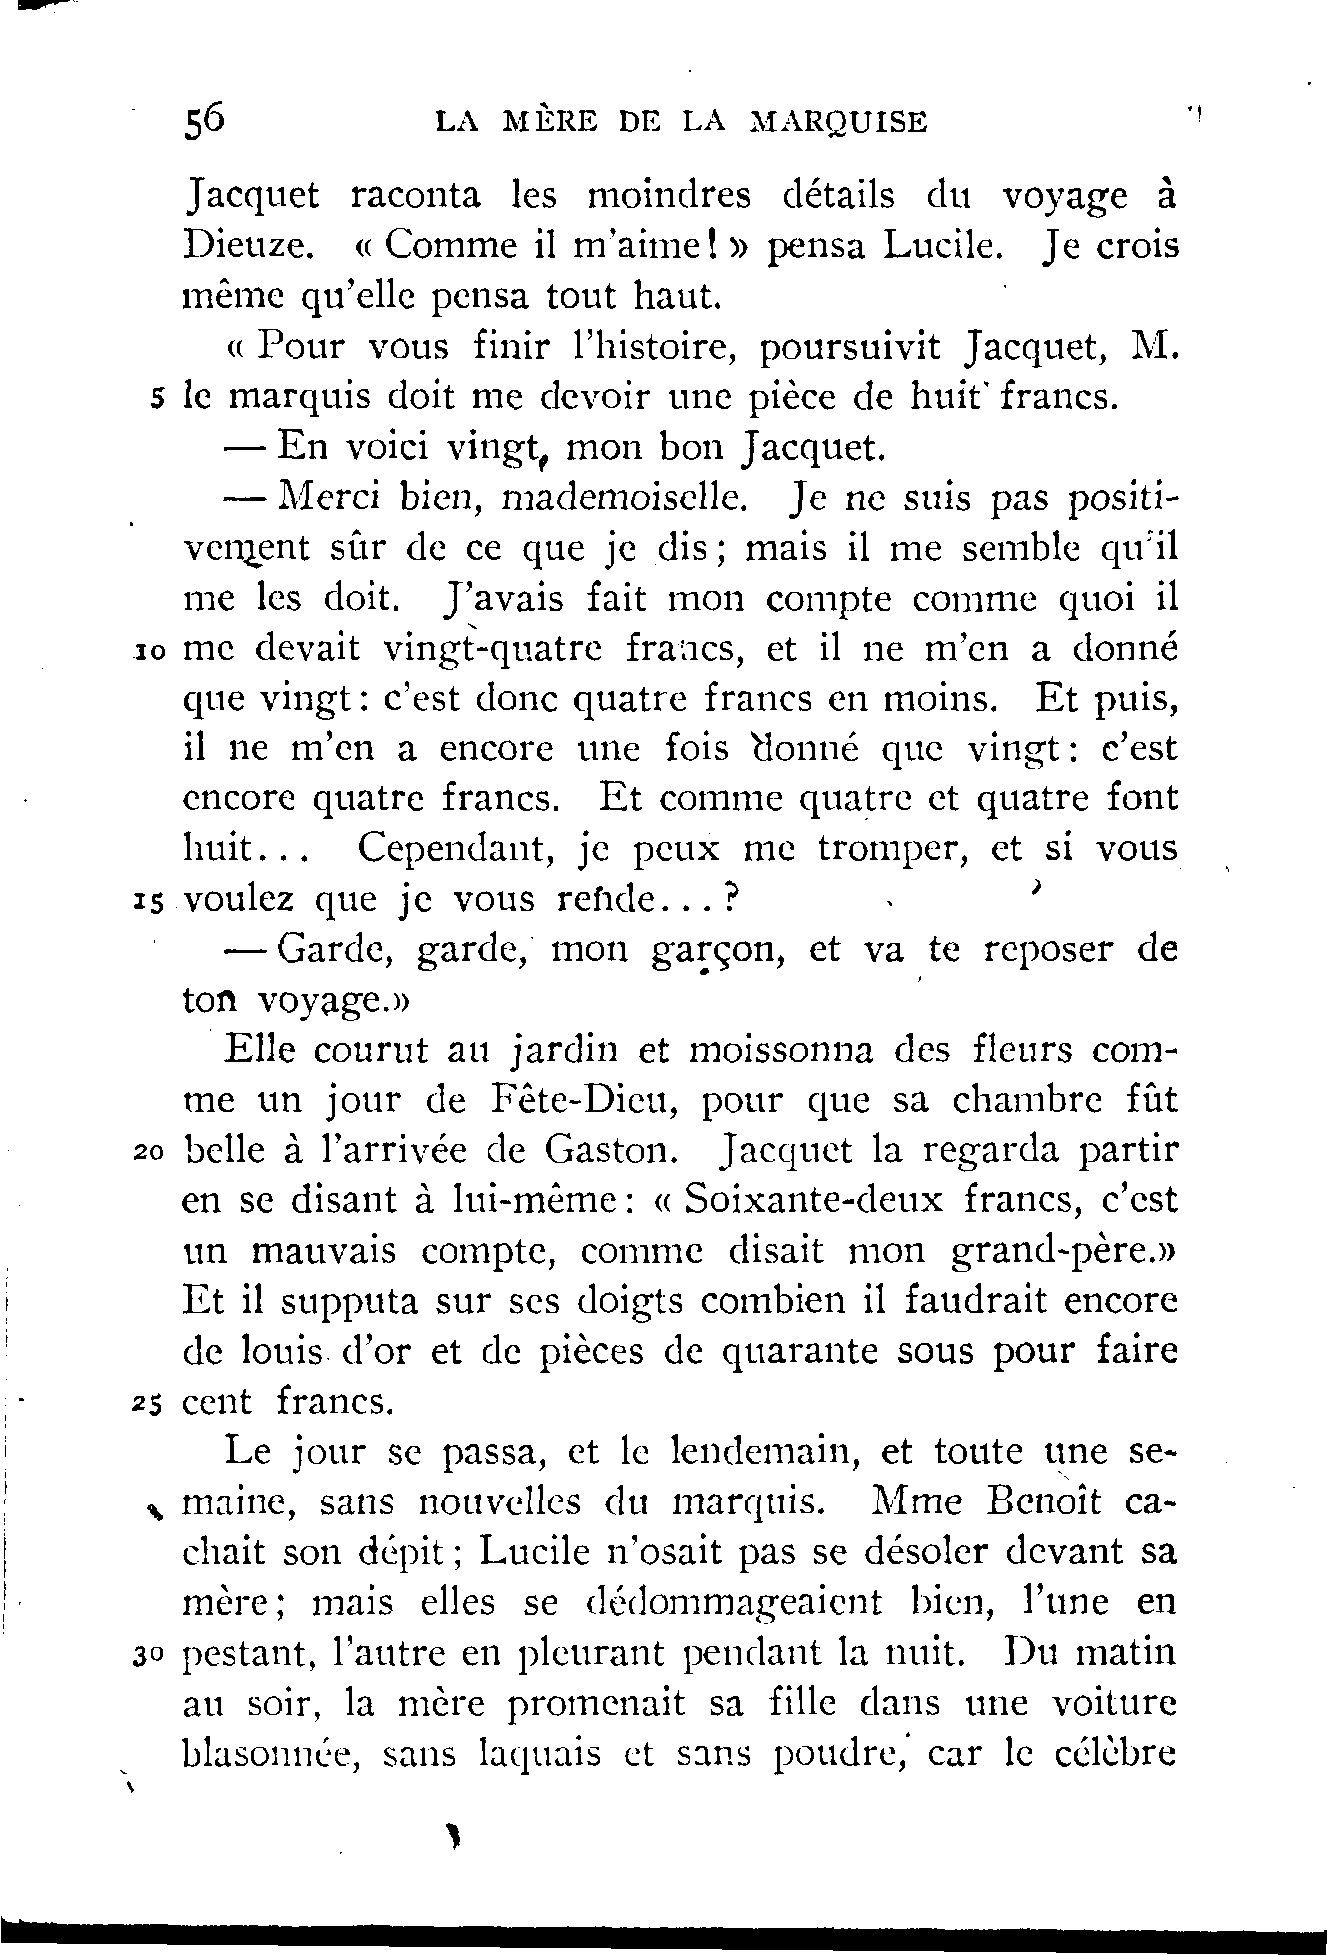 56 LA MÈRE DE LA MARQUISE
Jacquet raconta les moindres détails du voyage à
Dieuze. « Comme il m'aime! » pensa Lucile. Je crois
même qu'elle pensa tout haut.
« Pour vous finir l'histoire, poursuivit Jacquet, M.
5 le marquis doit me devoir une pièce de huit francs.
— En voici vingt, mon bon Jacquet.
— Merci bien, mademoiselle. Je ne suis pas positi-
vement sûr de ce que je dis; mais il me semble qu'il
me les doit. J'avais fait mon compte comme quoi il
10 me devait vingt-quatre francs, et il ne m'en a donné
que vingt: c'est donc quatre francs en moins. Et puis,
il ne m'en a encore une fois donné que vingt: c'est
encore quatre francs. Et comme quatre et quatre font
huit... Cependant, je peux me tromper, et si vous
15 voulez que je vous rende...?
— Garde, garde, mon garçon, et va te reposer de
ton voyage.»
Elle courut au jardin et moissonna des fleurs com-
me un jour de Fête-Dieu, pour que sa chambre fût
20 belle à l'arrivée de Gaston. Jacquet la regarda partir
en se disant à lui-même: « Soixante-deux francs, c'est
un mauvais compte, comme disait mon grand-père.»
Et il supputa sur ses doigts combien il faudrait encore
de louis d'or et de pièces de quarante sous pour faire
25 cent francs.
Le jour se passa, et le lendemain, et toute une se-
maine, sans nouvelles du marquis. Mme Benoît ca-
chait son dépit; Lucile n'osait pas se désoler devant sa
mère; mais elles se dédommageaient bien, l'une en
30 pestant, l'autre en pleurant pendant la nuit. Du matin
au soir, la mère promenait sa fille dans une voiture
blasonnée, sans laquais et sans poudre, car le célèbre